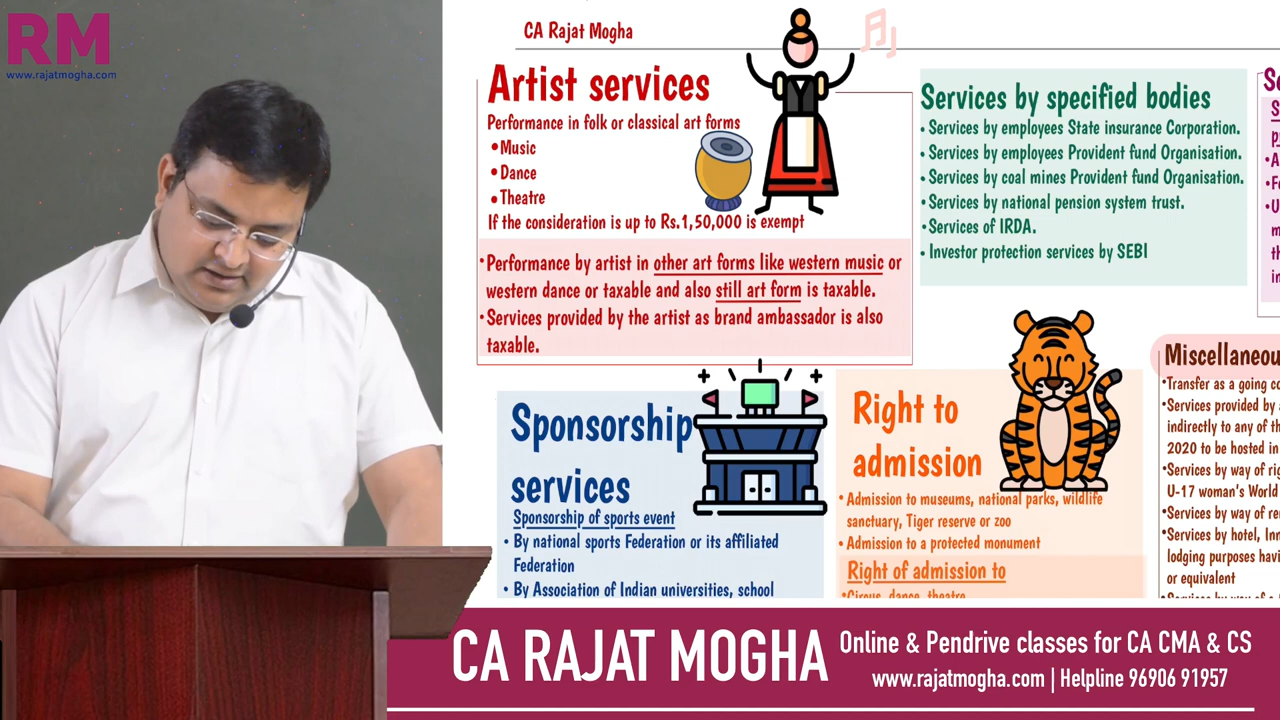 RM
www.rajatmogha.com
CA Rajat Mogha
Artist services
Performance in folk or classical art forms
•Music
•Dance
•Theatre
If the consideration is up to Rs.1,50,000 is exempt
•Performance by artist in other art forms like western music or
western dance or taxable and also still art form is taxable.
•Services provided by the artist as brand ambassador is also
taxable.
Services by specified bodies
• Services by employees State insurance Corporation.
• Services by employees Provident fund Organisation.
• Services by coal mines Provident fund Organisation.
• Services by national pension system trust.
• Services of IRDA.
• Investor protection services by SEBI
Sponsorship
services
Sponsorship of sports event
• By national sports Federation or its affiliated
Federation
• By Association of Indian universities, school
Right to
admission
• Admission to museums, national parks, wildlife
sanctuary, Tiger reserve or zoo
• Admission to a protected monument
Right of admission to
•Circus, dance, theatre
•Transfer as a going
•Services provided by
indirectly to any of
2020 to be hosted in
•Services by way of
U-17 woman's World
•Services by way of
•Services by hotel,
lodging purposes
or equivalent
CA RAJAT MOGHA
Online & Pendrive classes for CA CMA & CS
www.rajatmogha.com | Helpline 96906 91957